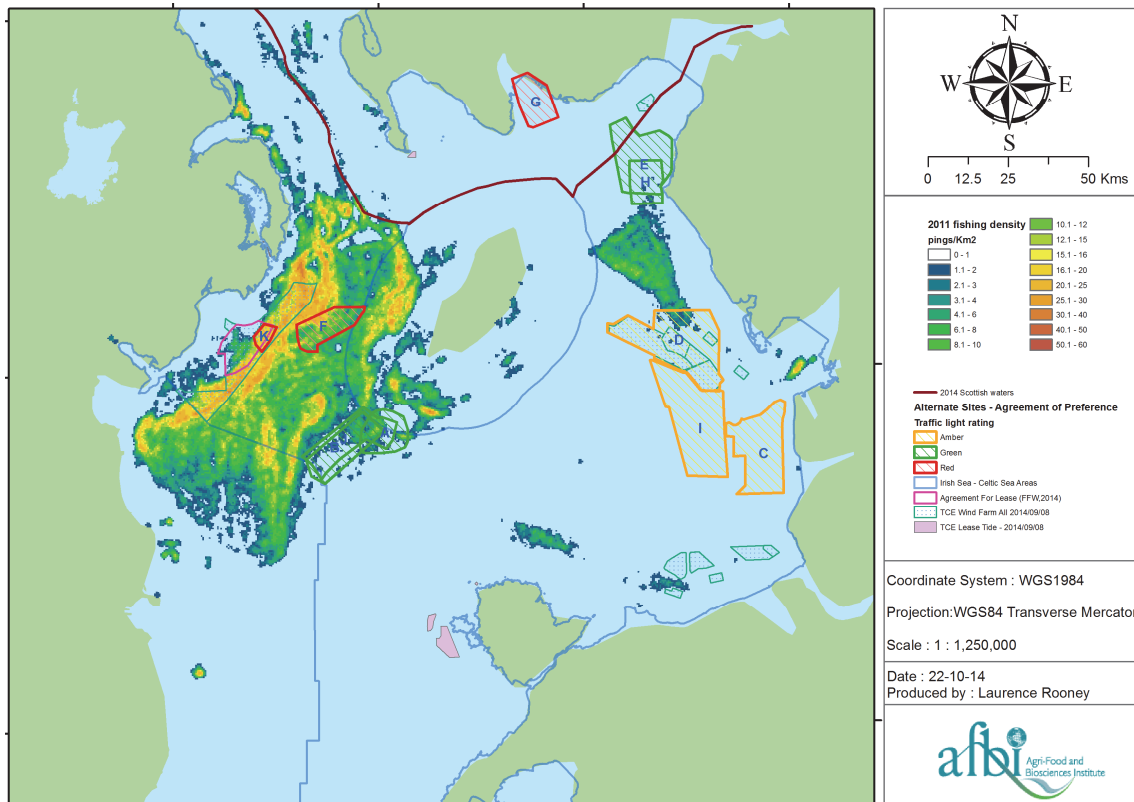 N
W
E
S
0 12.5 25 50 Kms
2011 fishing density
pings/Km2
0 - 1
1.1 - 2
2.1 - 3
3.1 - 4
4.1 - 6
6.1 - 8
8.1 - 10
10.1 - 12
12.1 - 15
15.1 - 16
16.1 - 20
20.1 - 25
25.1 - 30
30.1 - 40
40.1 - 50
50.1 - 60
2014 Scottish waters
Alternate Sites - Agreement of Preference
Traffic light rating
Amber
Green
Red
Irish Sea - Celtic Sea Areas
Agreement For Lease (FFW,2014)
TCE Wind Farm All 2014/09/08
TCE Lease Tide - 2014/09/08
Coordinate System : WGS1984
Projection:WGS84 Transverse Mercator
Scale : 1 : 1,250,000
Date : 22-10-14
Produced by : Laurence Rooney
afbi
Agri-Food and
Biosciences Institute
G
E
H
F
K
D
I
C